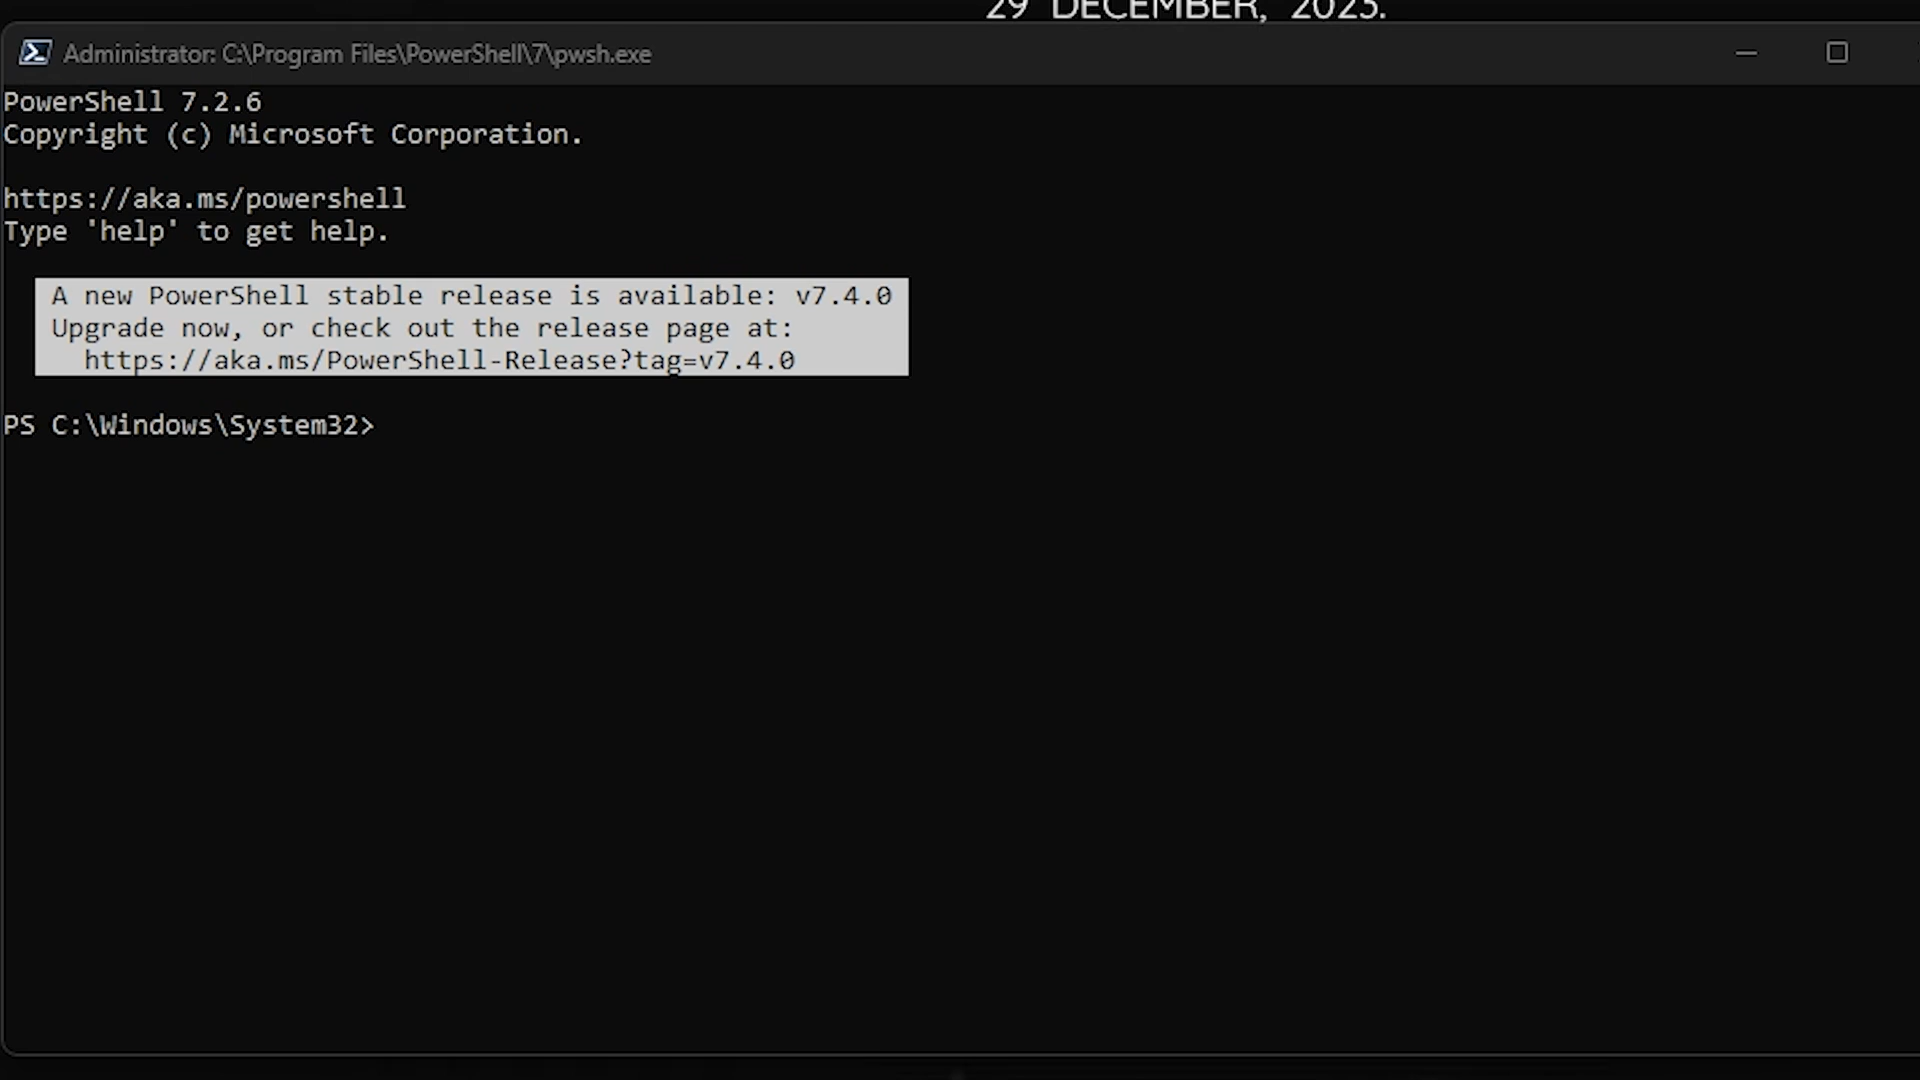 29 DECEMBER, 2023.
Administrator: C:\Program Files\PowerShell\7\pwsh.exe
PowerShell 7.2.6
Copyright (c) Microsoft Corporation.
https://aka.ms/powershell
Type 'help' to get help.
A new PowerShell stable release is available: v7.4.0
Upgrade now, or check out the release page at:
https://aka.ms/PowerShell-Release?tag=v7.4.0
PS C:\Windows\System32>